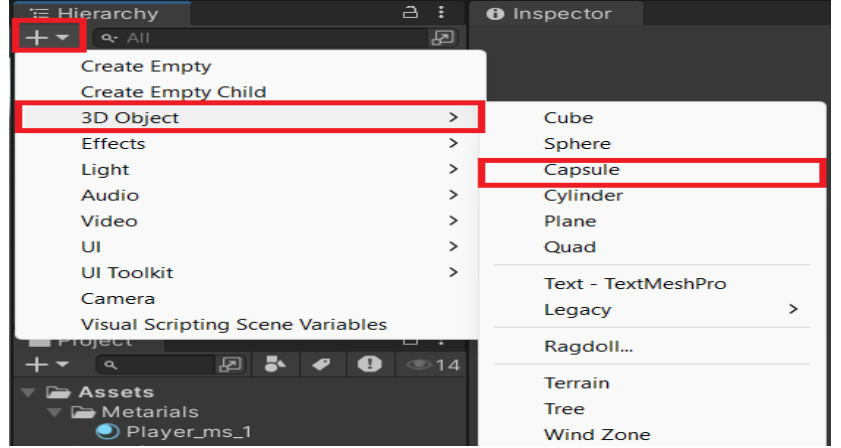 Hierarchy
Inspector
All
Create Empty
Create Empty Child
3D Object >
Effects >
Light >
Audio >
Video >
UI >
UI Toolkit >
Camera
Visual Scripting Scene Variables
Cube
Sphere
Capsule
Cylinder
Plane
Quad
Text - TextMeshPro
Legacy >
Ragdoll...
Terrain
Tree
Wind Zone
Project
14
Assets
Metarials
Player_ms_1